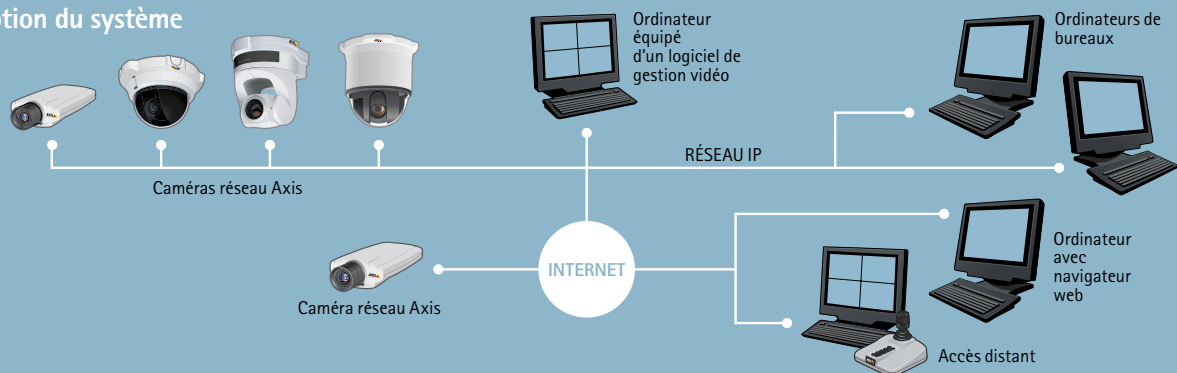 ption du système
Ordinateur
équipé
d'un logiciel de
gestion vidéo
Ordinateurs de
bureaux
RÉSEAU IP
Caméras réseau Axis
INTERNET
Caméra réseau Axis
Ordinateur
avec
navigateur
web
Accès distant